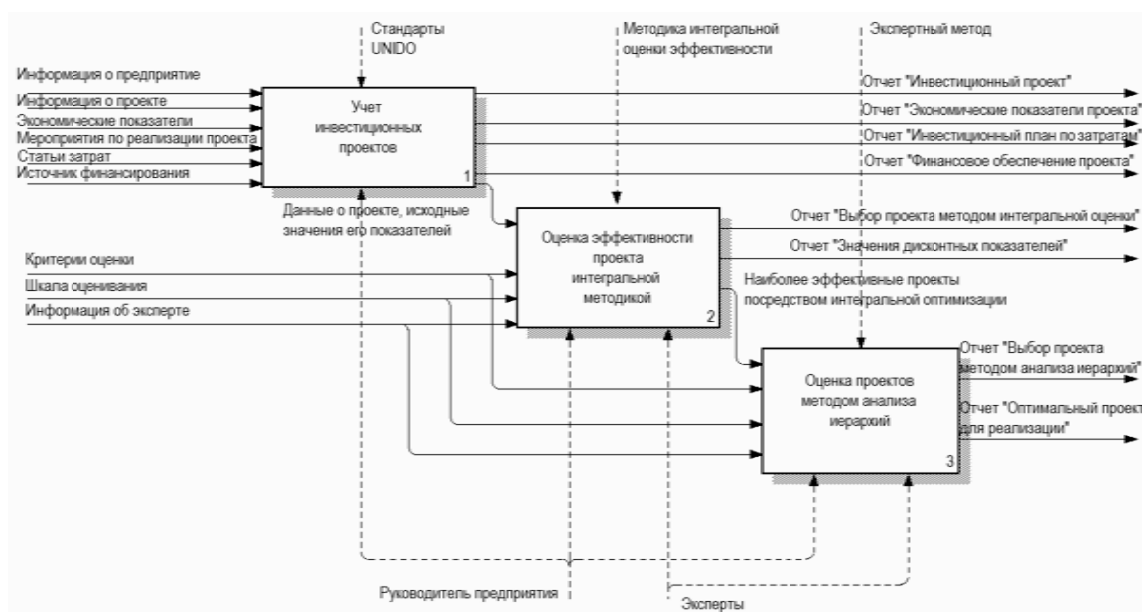 Стандарты
UNIDO
Методика интегральной
оценки эффективности
Экспертный метод
Информация о предприятие
Информация о проекте
Экономические показатели
Мероприятия по реализации проекта
Статьи затрат
Источник финансирования
Учет
инвестиционных
проектов
1
Отчет "Инвестиционный проект"
Отчет "Экономические показатели проекта"
Отчет "Инвестиционный план по затратам"
Отчет "Финансовое обеспечение проекта"
Данные о проекте, исходные
значения его показателей
Критерии оценки
Шкала оценивания
Информация об эксперте
Оценка эффективности
проекта
интегральной
методикой
2
Отчет "Выбор проекта методом интегральной оценки"
Отчет "Значения дисконтных показателей"
Наиболее эффективные проекты
посредством интегральной оптимизации
Оценка проектов
методом анализа
иерархий
3
Отчет "Выбор проекта
методом анализа иерархий"
Отчет "Оптимальный проект
для реализации"
Руководитель предприятия
Эксперты